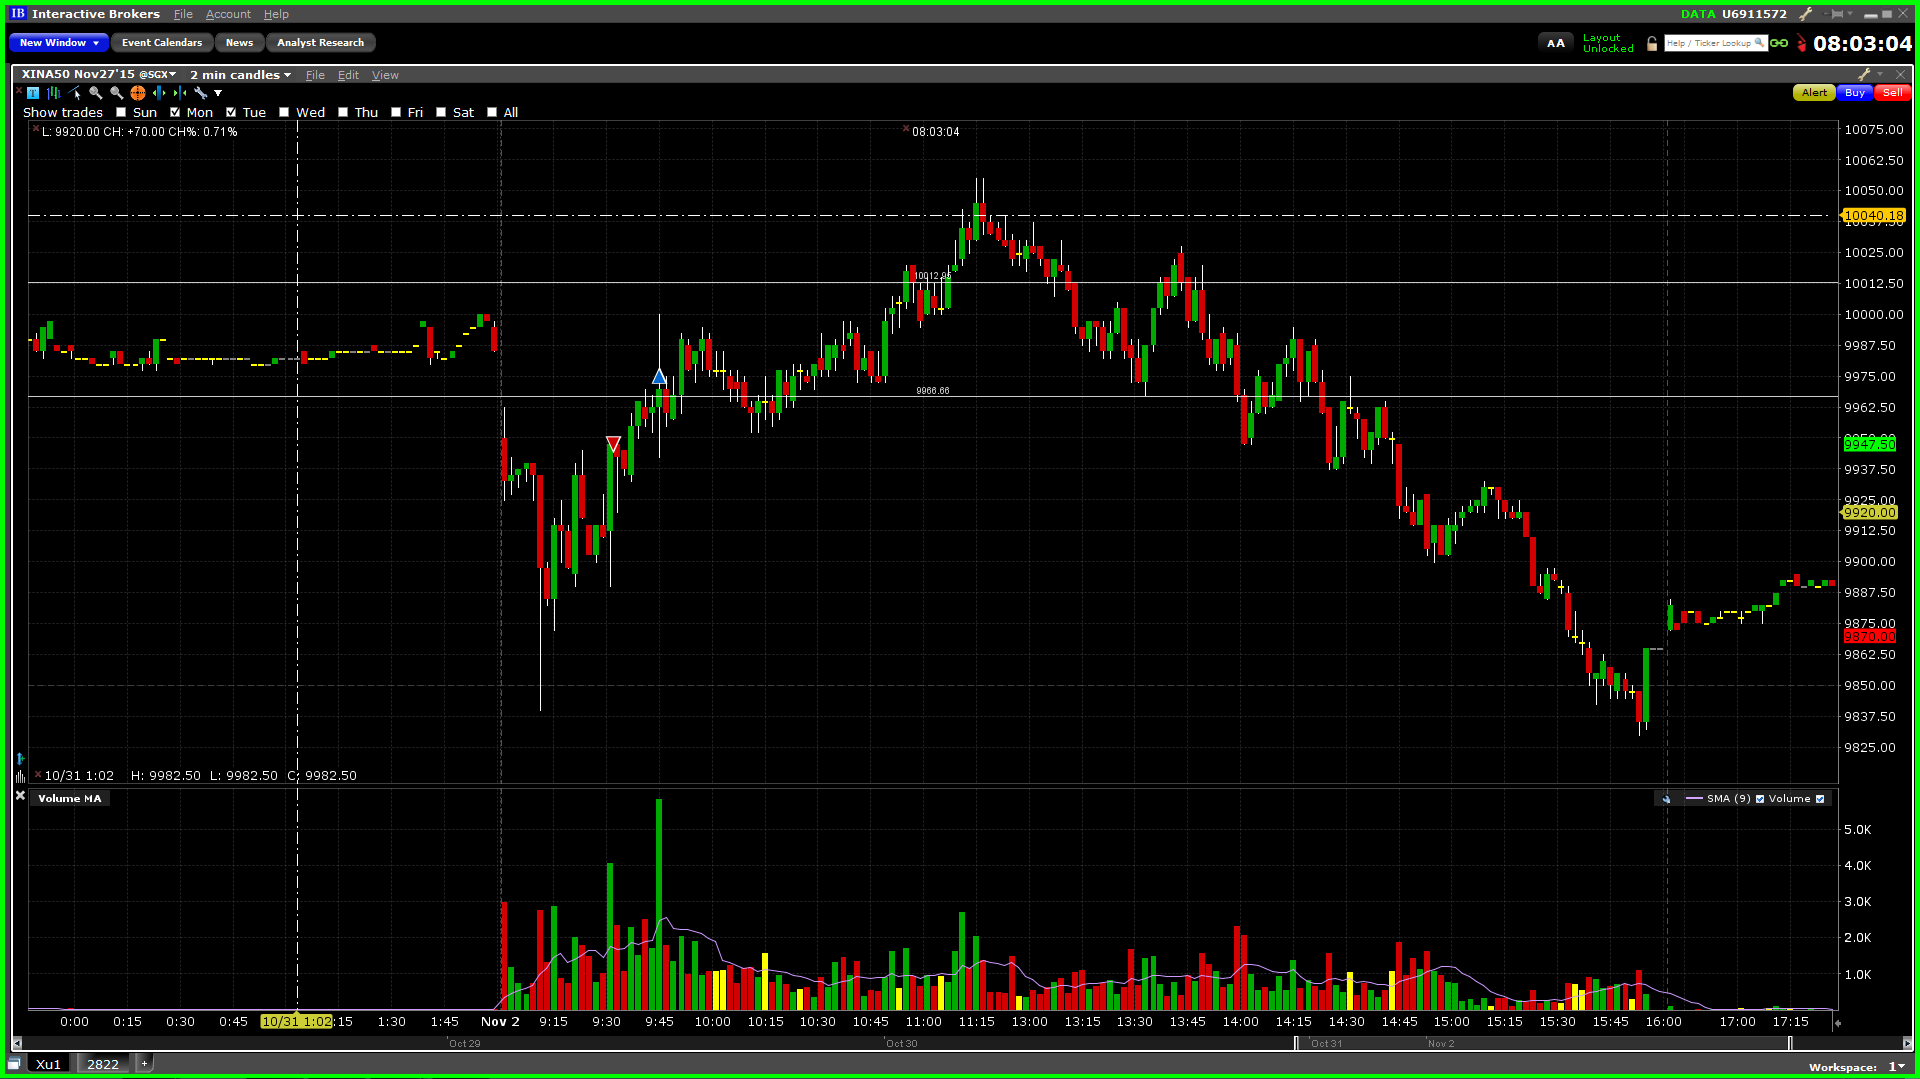 IB Interactive Brokers File Account Help DATA U6911572
New Window Event Calendars News Analyst Research AA Layout Unlocked Help / Ticker Lookup 08:03:04
XINA50 Nov27'15 @SGX 2 min candles File Edit View
T Alert Buy Sell
Show trades Sun Mon Tue Wed Thu Fri Sat All
L: 9920.00 CH: +70.00 CH%: 0.71% 08:03:04
10075.00
10062.50
10050.00
10040.18
10025.00
10012.95
10012.50
10000.00
9987.50
9975.00
9966.66
9962.50
9947.50
9937.50
9925.00
9920.00
9912.50
9900.00
9887.50
9875.00
9870.00
9862.50
9850.00
9837.50
9825.00
10/31 1:02 H: 9982.50 L: 9982.50 C: 9982.50
Volume MA SMA (9) Volume
5.0K
4.0K
3.0K
2.0K
1.0K
0:00 0:15 0:30 0:45 10/31 1:02 :15 1:30 1:45 Nov 2 9:15 9:30 9:45 10:00 10:15 10:30 10:45 11:00 11:15 13:00 13:15 13:30 13:45 14:00 14:15 14:30 14:45 15:00 15:15 15:30 15:45 16:00 17:00 17:15
Oct 29 Oct 30 Oct 31 Nov 2
Xu1 2822 + Workspace: 1